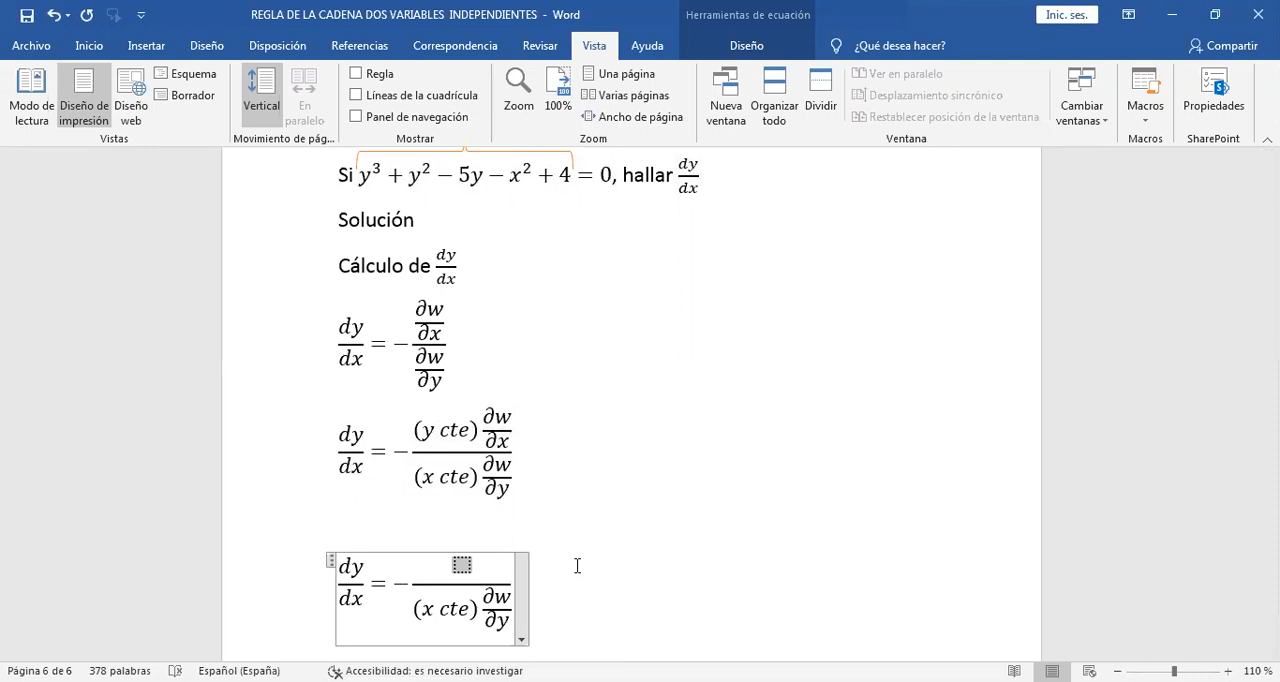 REGLA DE LA CADENA DOS VARIABLES INDEPENDIENTES - Word
Herramientas de ecuación
Inic. ses.
Archivo Inicio Insertar Diseño Disposición Referencias Correspondencia Revisar Vista Ayuda Diseño ¿Qué desea hacer? Compartir
Modo de lectura
Diseño de impresión
Diseño web
Esquema
Borrador
Vistas
Vertical
En paralelo
Movimiento de pág...
Regla
Líneas de la cuadrícula
Panel de navegación
Mostrar
Zoom
100%
Una página
Varias páginas
Ancho de página
Zoom
Nueva ventana
Organizar todo
Dividir
Ver en paralelo
Desplazamiento sincrónico
Restablecer posición de la ventana
Cambiar ventanas
Ventana
Macros
Macros
Propiedades
SharePoint
Si y³ + y² − 5y − x² + 4 = 0, hallar dy/dx
Solución
Cálculo de dy/dx
dy/dx = − (∂w/∂x)/(∂w/∂y)
dy/dx = − ((y cte) ∂w/∂x)/((x cte) ∂w/∂y)
dy/dx = − /((x cte) ∂w/∂y)
Página 6 de 6 378 palabras Español (España) Accesibilidad: es necesario investigar 110 %